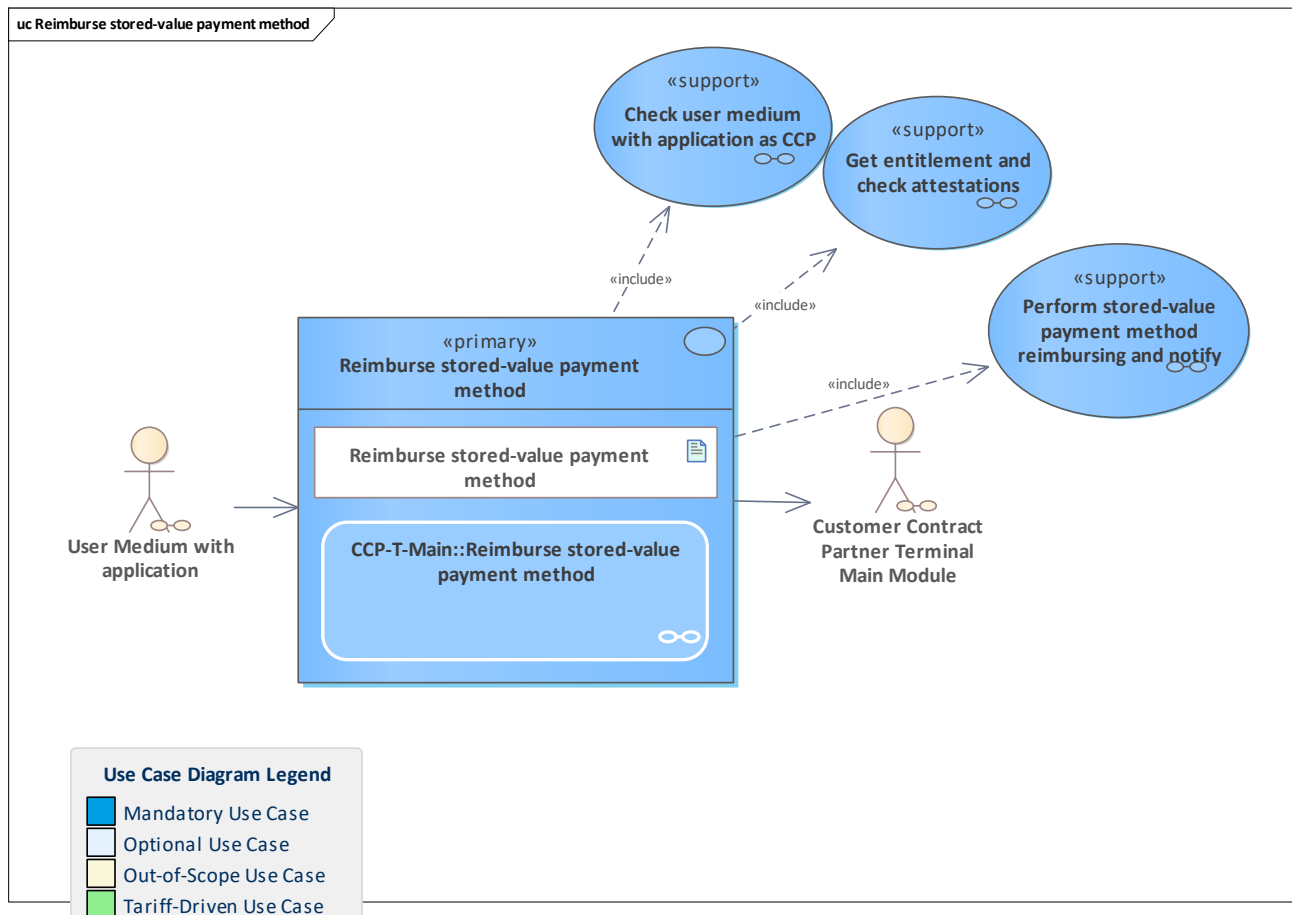 uc Reimburse stored-value payment method
«support»
Check user medium
with application as CCP
«support»
Get entitlement and
check attestations
«support»
Perform stored-value
payment method
reimbursing and notify
«include»
«include»
«include»
«primary»
Reimburse stored-value payment
method
Reimburse stored-value payment
method
CCP-T-Main::Reimburse stored-value
payment method
User Medium with
application
Customer Contract
Partner Terminal
Main Module
Use Case Diagram Legend
Mandatory Use Case
Optional Use Case
Out-of-Scope Use Case
Tariff-Driven Use Case